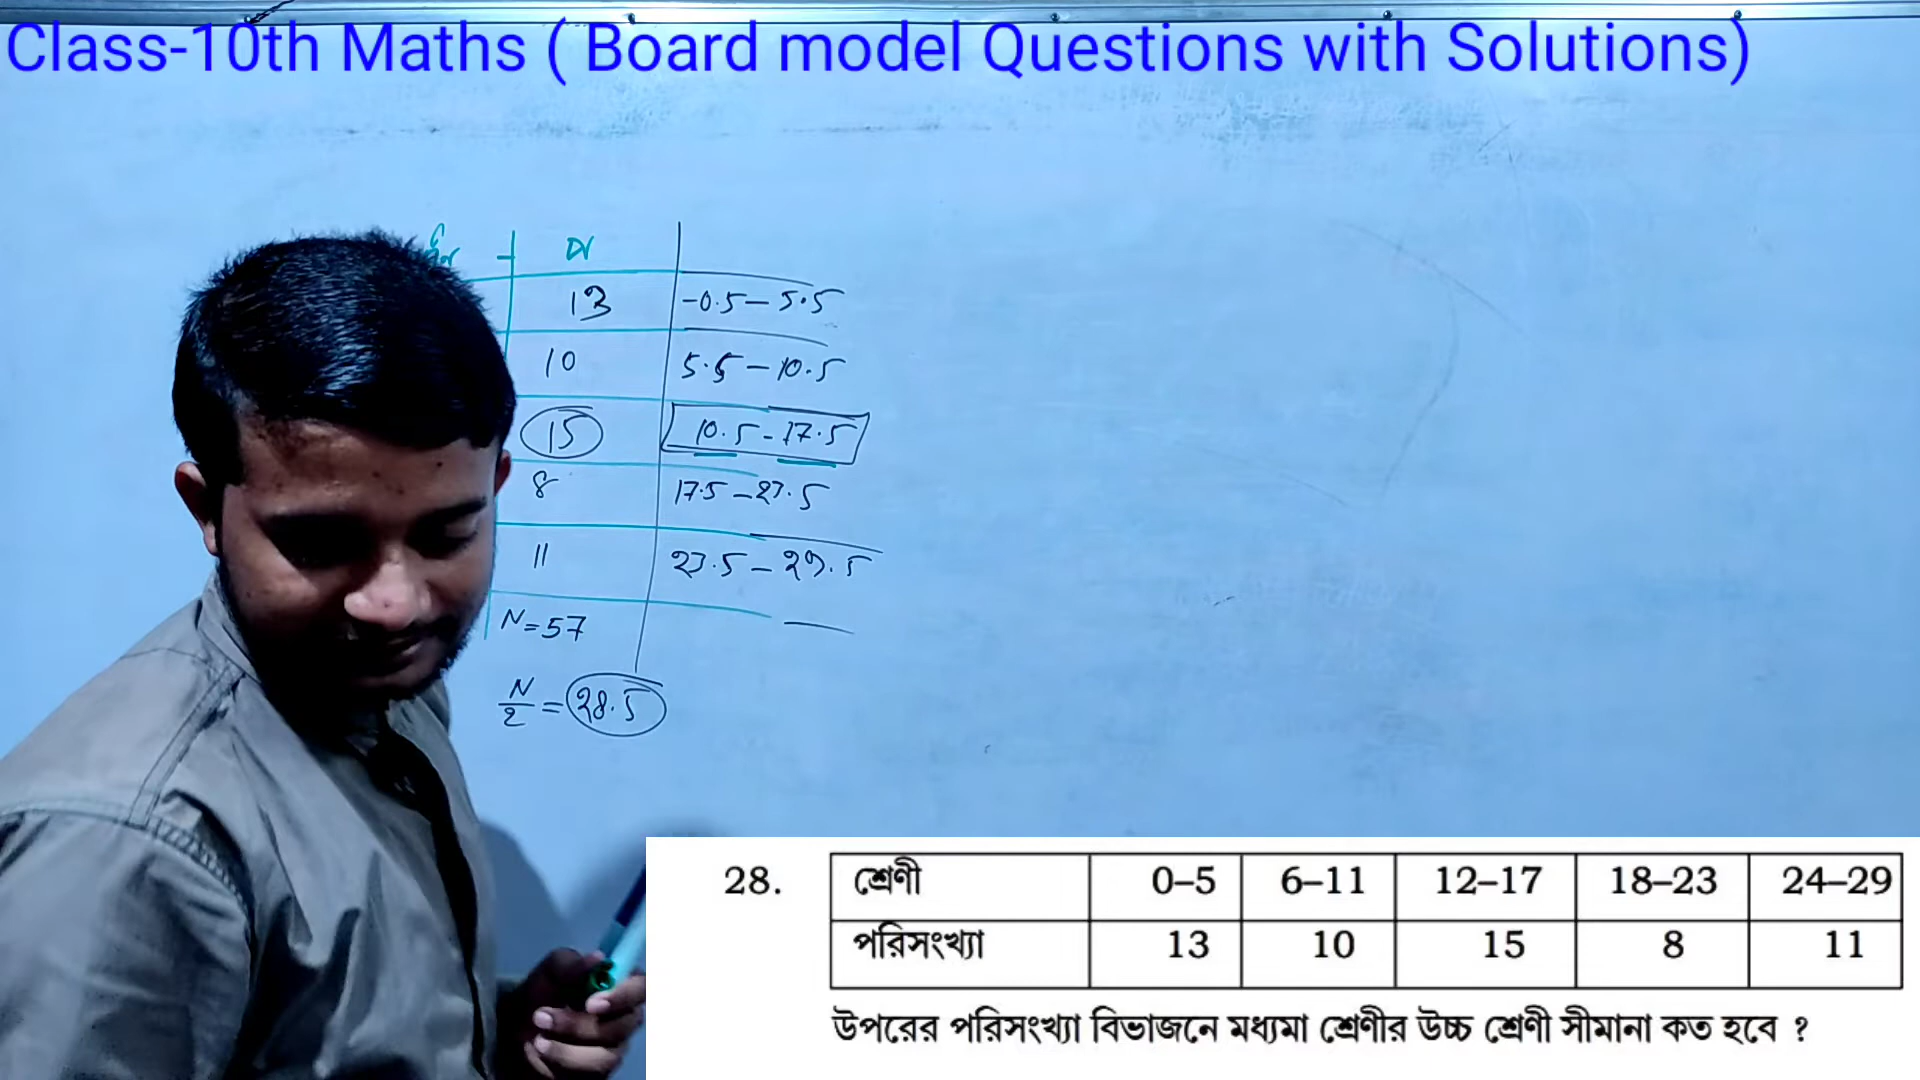 Class-10th Maths ( Board model Questions with Solutions)
13 -0.5 – 5.5
10 5.5 – 10.5
15 10.5 - 17.5
8 17.5 – 23.5
11 23.5 – 29.5
N = 57
N/2 = 28.5
28. শ্রেণী 0–5 6–11 12–17 18–23 24–29
পরিসংখ্যা 13 10 15 8 11
উপরের পরিসংখ্যা বিভাজনে মধ্যমা শ্রেণীর উচ্চ শ্রেণী সীমানা কত হবে ?